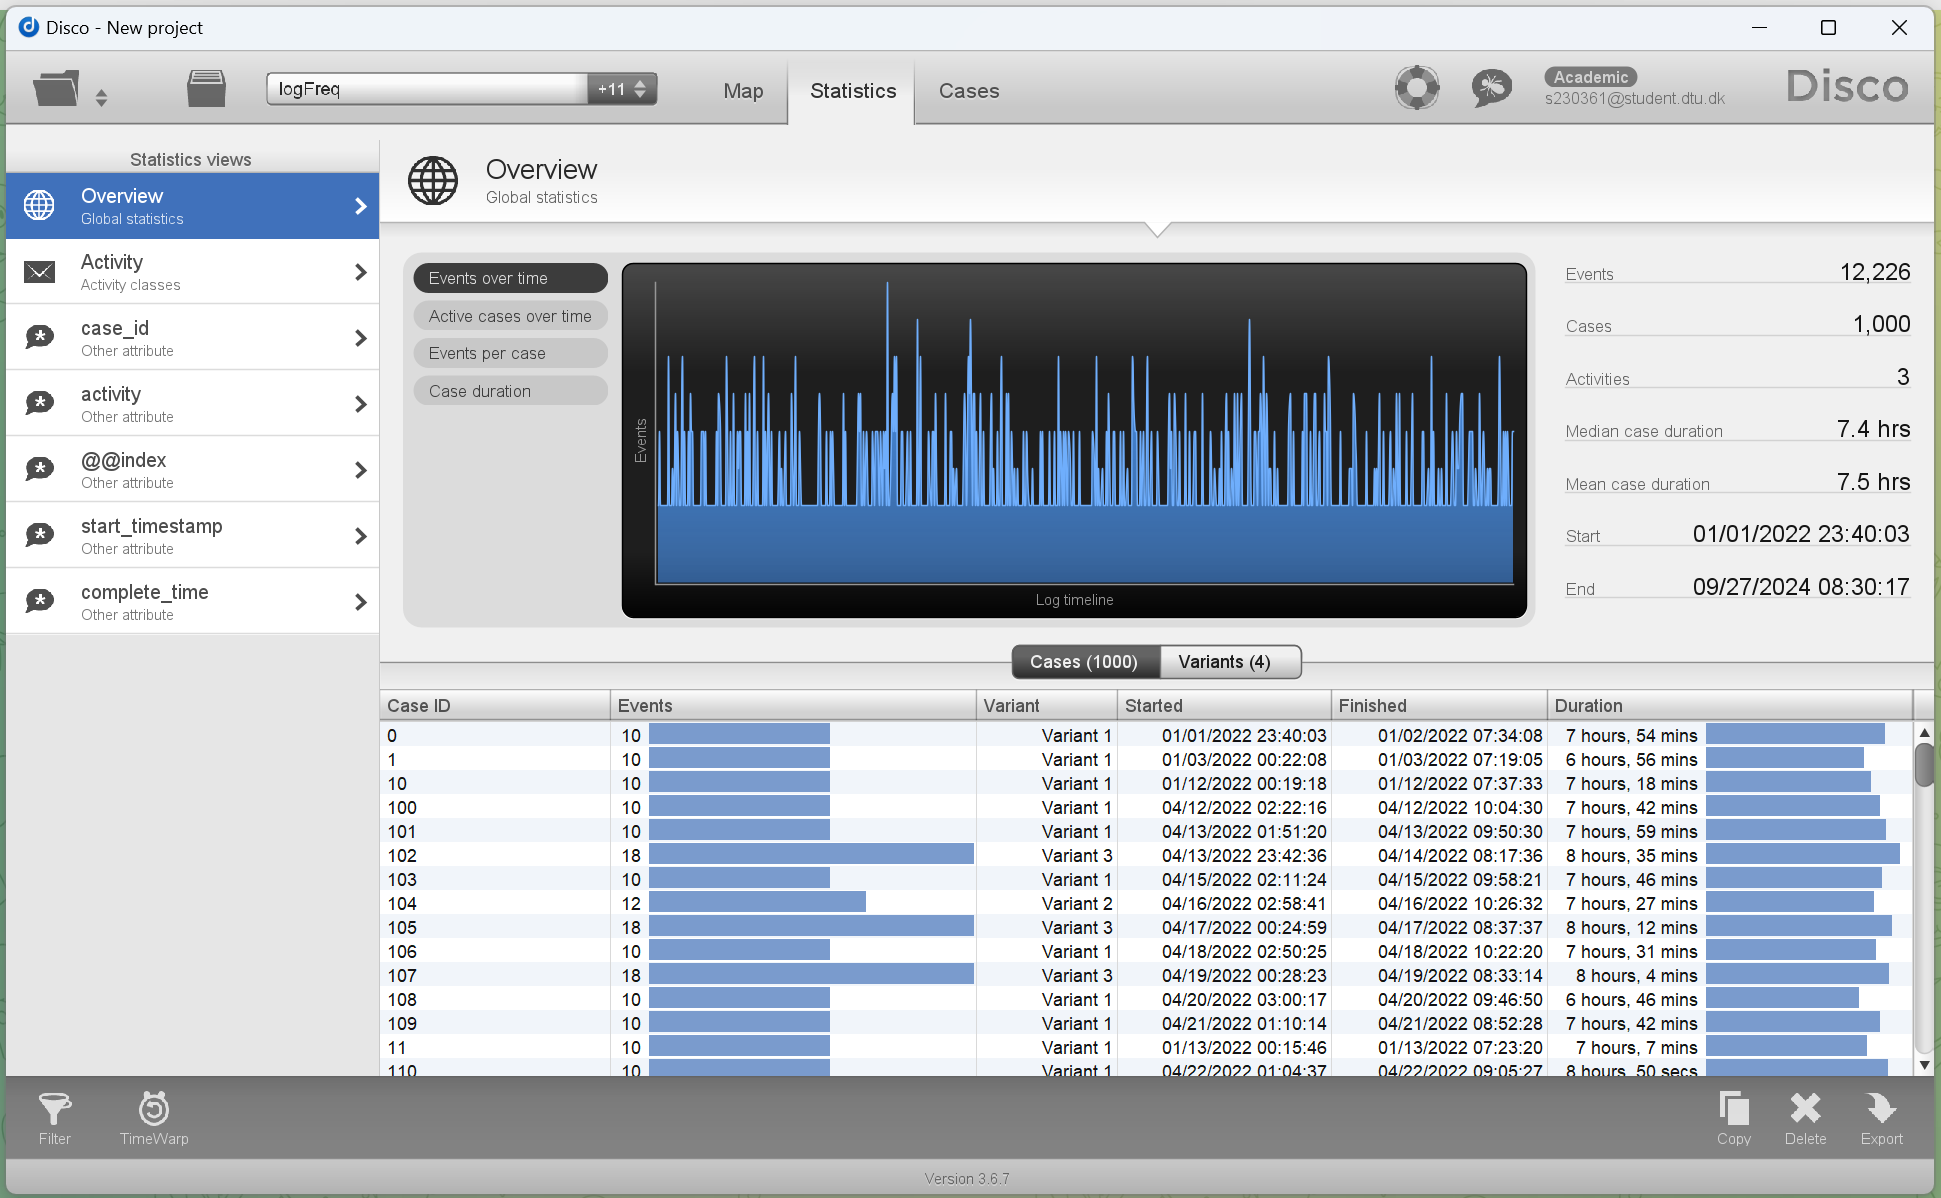 Disco - New project
logFreq +11 Map Statistics Cases Academic s230361@student.dtu.dk Disco
Statistics views
Overview
Global statistics
Activity
Activity classes
case_id
Other attribute
activity
Other attribute
@@index
Other attribute
start_timestamp
Other attribute
complete_time
Other attribute
Overview
Global statistics
Events over time
Active cases over time
Events per case
Case duration
Events
Log timeline
Events 12,226
Cases 1,000
Activities 3
Median case duration 7.4 hrs
Mean case duration 7.5 hrs
Start 01/01/2022 23:40:03
End 09/27/2024 08:30:17
Cases (1000) Variants (4)
Case ID Events Variant Started Finished Duration
0 10 Variant 1 01/01/2022 23:40:03 01/02/2022 07:34:08 7 hours, 54 mins
1 10 Variant 1 01/03/2022 00:22:08 01/03/2022 07:19:05 6 hours, 56 mins
10 10 Variant 1 01/12/2022 00:19:18 01/12/2022 07:37:33 7 hours, 18 mins
100 10 Variant 1 04/12/2022 02:22:16 04/12/2022 10:04:30 7 hours, 42 mins
101 10 Variant 1 04/13/2022 01:51:20 04/13/2022 09:50:30 7 hours, 59 mins
102 18 Variant 3 04/13/2022 23:42:36 04/14/2022 08:17:36 8 hours, 35 mins
103 10 Variant 1 04/15/2022 02:11:24 04/15/2022 09:58:21 7 hours, 46 mins
104 12 Variant 2 04/16/2022 02:58:41 04/16/2022 10:26:32 7 hours, 27 mins
105 18 Variant 3 04/17/2022 00:24:59 04/17/2022 08:37:37 8 hours, 12 mins
106 10 Variant 1 04/18/2022 02:50:25 04/18/2022 10:22:20 7 hours, 31 mins
107 18 Variant 3 04/19/2022 00:28:23 04/19/2022 08:33:14 8 hours, 4 mins
108 10 Variant 1 04/20/2022 03:00:17 04/20/2022 09:46:50 6 hours, 46 mins
109 10 Variant 1 04/21/2022 01:10:14 04/21/2022 08:52:28 7 hours, 42 mins
11 10 Variant 1 01/13/2022 00:15:46 01/13/2022 07:23:20 7 hours, 7 mins
110 10 Variant 1 04/22/2022 01:04:37 04/22/2022 09:05:27 8 hours, 50 secs
Filter TimeWarp Copy Delete Export
Version 3.6.7